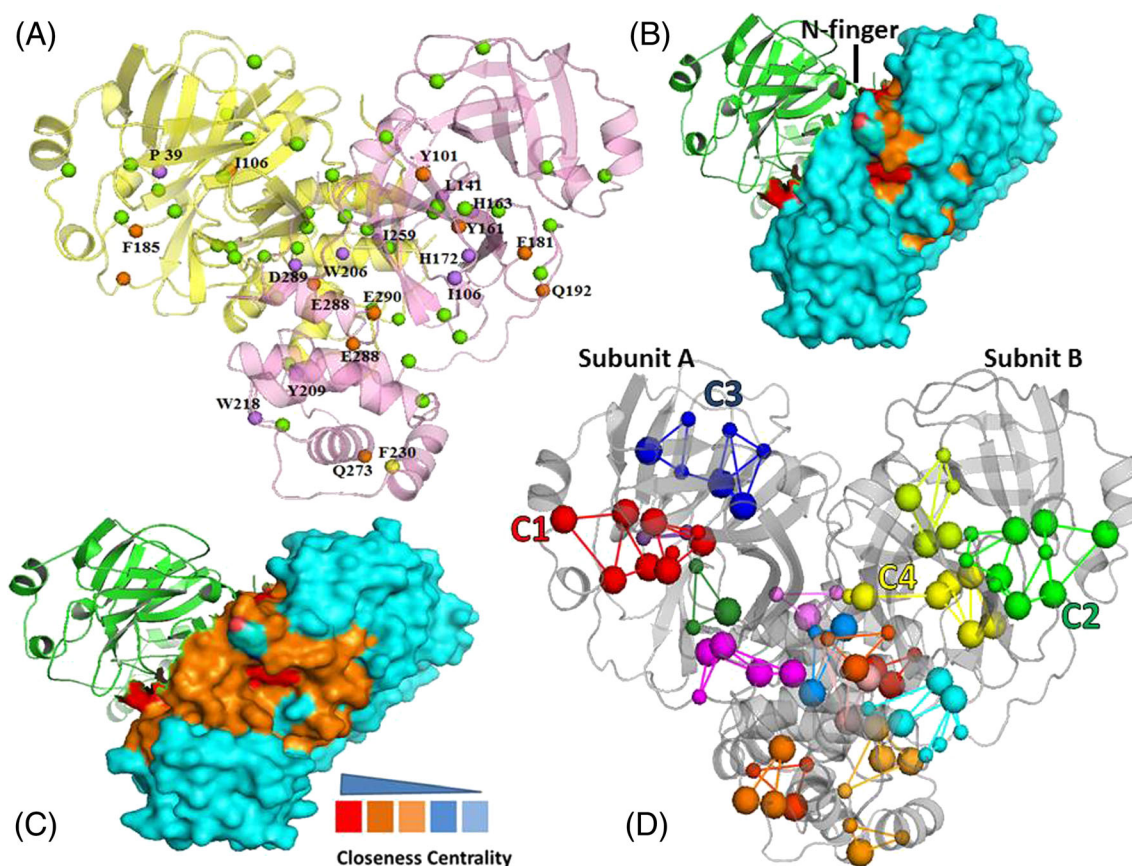 (A)
P 39
I106
Y101
L141
H163
Y161
I259
F185
E181
H172
W206
D289
I106
Q192
E288
E290
E288
Y209
W218
F230
Q273
(B)
N-finger
(C)
Closeness Centrality
(D)
Subunit A
Subnit B
C3
C1
C4
C2